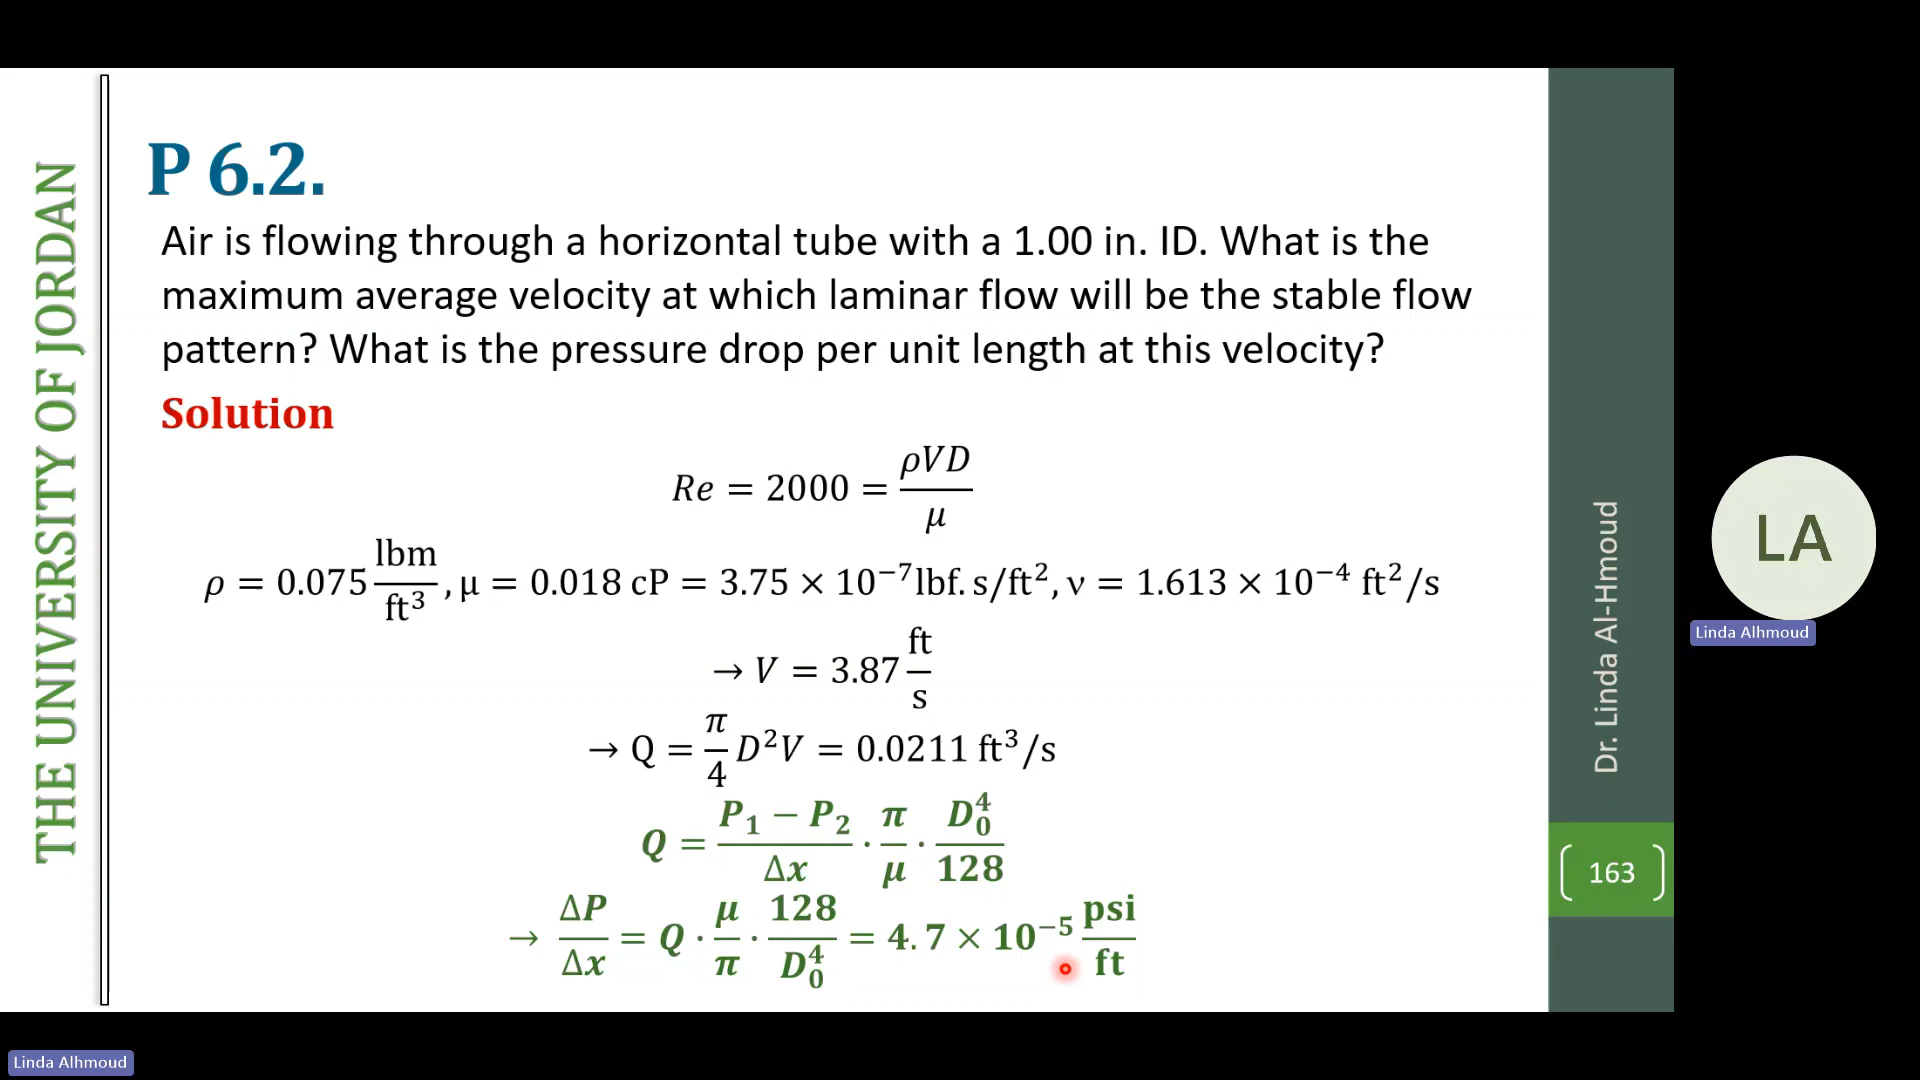 THE UNIVERSITY OF JORDAN
P 6.2.
Air is flowing through a horizontal tube with a 1.00 in. ID. What is the
maximum average velocity at which laminar flow will be the stable flow
pattern? What is the pressure drop per unit length at this velocity?
Solution
Re = 2000 = ρVD/μ
ρ = 0.075 lbm/ft³, μ = 0.018 cP = 3.75 × 10⁻⁷lbf. s/ft², ν = 1.613 × 10⁻⁴ ft²/s
→ V = 3.87 ft/s
→ Q = π/4 D²V = 0.0211 ft³/s
Q = P₁ − P₂/Δx · π/μ · D₀⁴/128
→ ΔP/Δx = Q · μ/π · 128/D₀⁴ = 4.7 × 10⁻⁵ psi/ft
Dr. Linda Al-Hmoud
163
LA
Linda Alhmoud
Linda Alhmoud